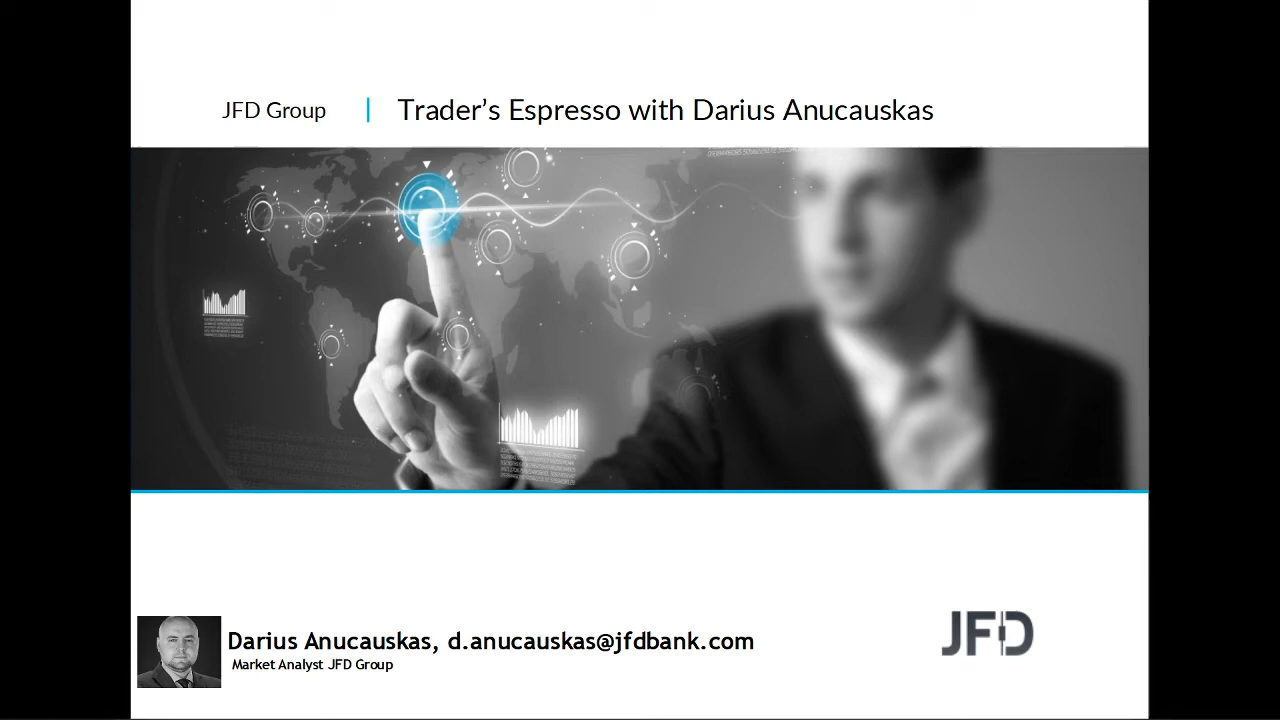 JFD Group | Trader's Espresso with Darius Anucauskas
Darius Anucauskas, d.anucauskas@jfdbank.com
Market Analyst JFD Group
JFD